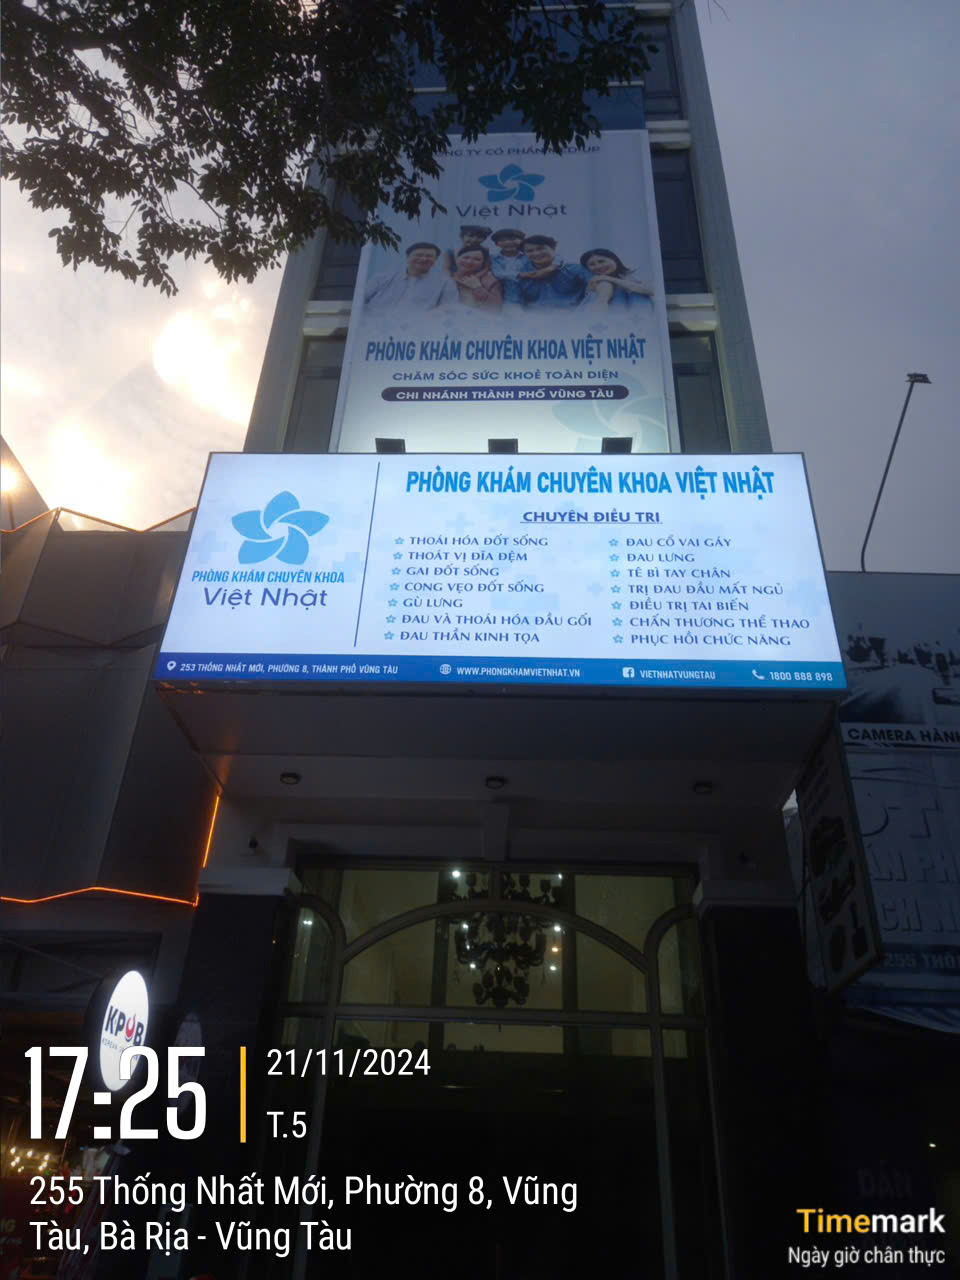 CÔNG TY CỔ PHẦN MEDIUP
Việt Nhật
PHÒNG KHÁM CHUYÊN KHOA VIỆT NHẬT
CHĂM SÓC SỨC KHOẺ TOÀN DIỆN
CHI NHÁNH THÀNH PHỐ VŨNG TÀU
PHÒNG KHÁM CHUYÊN KHOA
Việt Nhật
PHÒNG KHÁM CHUYÊN KHOA VIỆT NHẬT
CHUYÊN ĐIỀU TRỊ
THOÁI HÓA ĐỐT SỐNG
THOÁT VỊ ĐĨA ĐỆM
GAI ĐỐT SỐNG
CONG VẸO ĐỐT SỐNG
GÙ LƯNG
ĐAU VÀ THOÁI HÓA ĐẦU GỐI
ĐAU THẦN KINH TỌA
ĐAU CỔ VAI GÁY
ĐAU LƯNG
TÊ BÌ TAY CHÂN
TRỊ ĐAU ĐẦU MẤT NGỦ
ĐIỀU TRỊ TAI BIẾN
CHẤN THƯƠNG THỂ THAO
PHỤC HỒI CHỨC NĂNG
253 THỐNG NHẤT MỚI, PHƯỜNG 8, THÀNH PHỐ VŨNG TÀU
WWW.PHONGKHAMVIETNHAT.VN
VIETNHATVUNGTAU
1800 888 898
CAMERA HÀNH
255 THỐ
KPUB
17:25
21/11/2024
T.5
255 Thống Nhất Mới, Phường 8, Vũng
Tàu, Bà Rịa - Vũng Tàu
Timemark
Ngày giờ chân thực